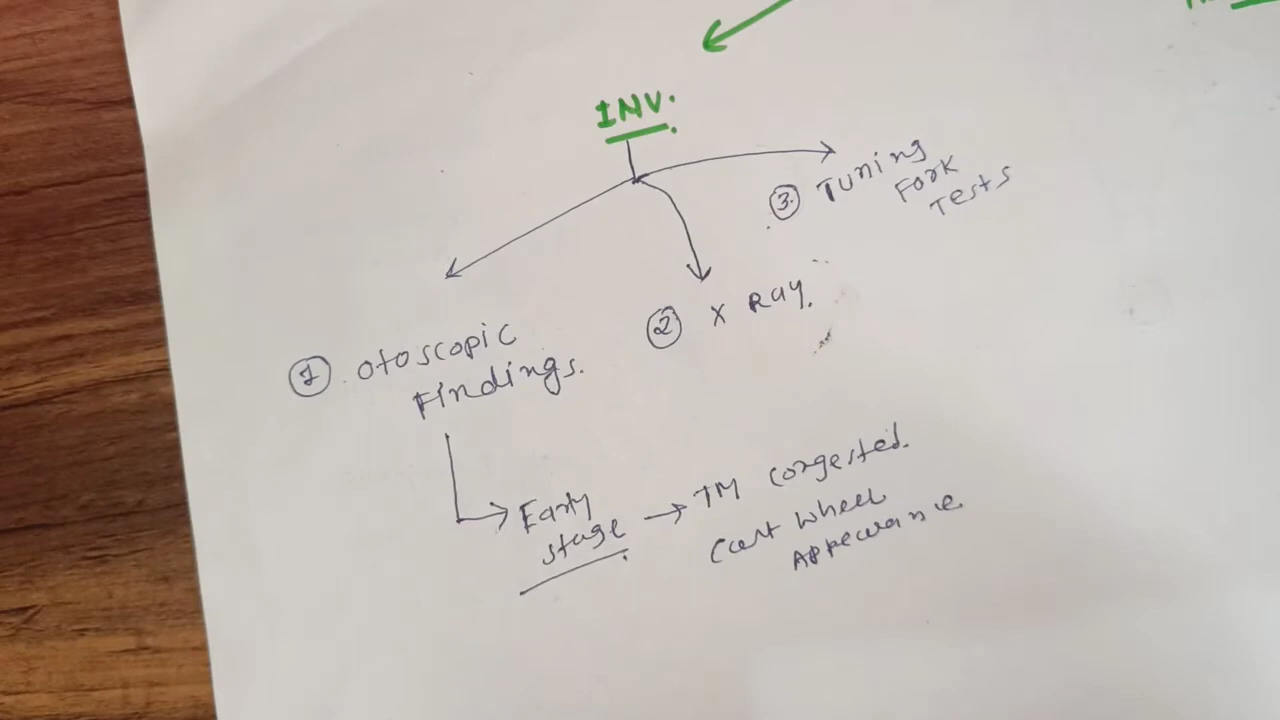 INV.
① otoscopic
Findings.
② X Ray.
③ Tuning
Fork
Tests
Early
stage → TM congested.
Cart wheel
Appearance